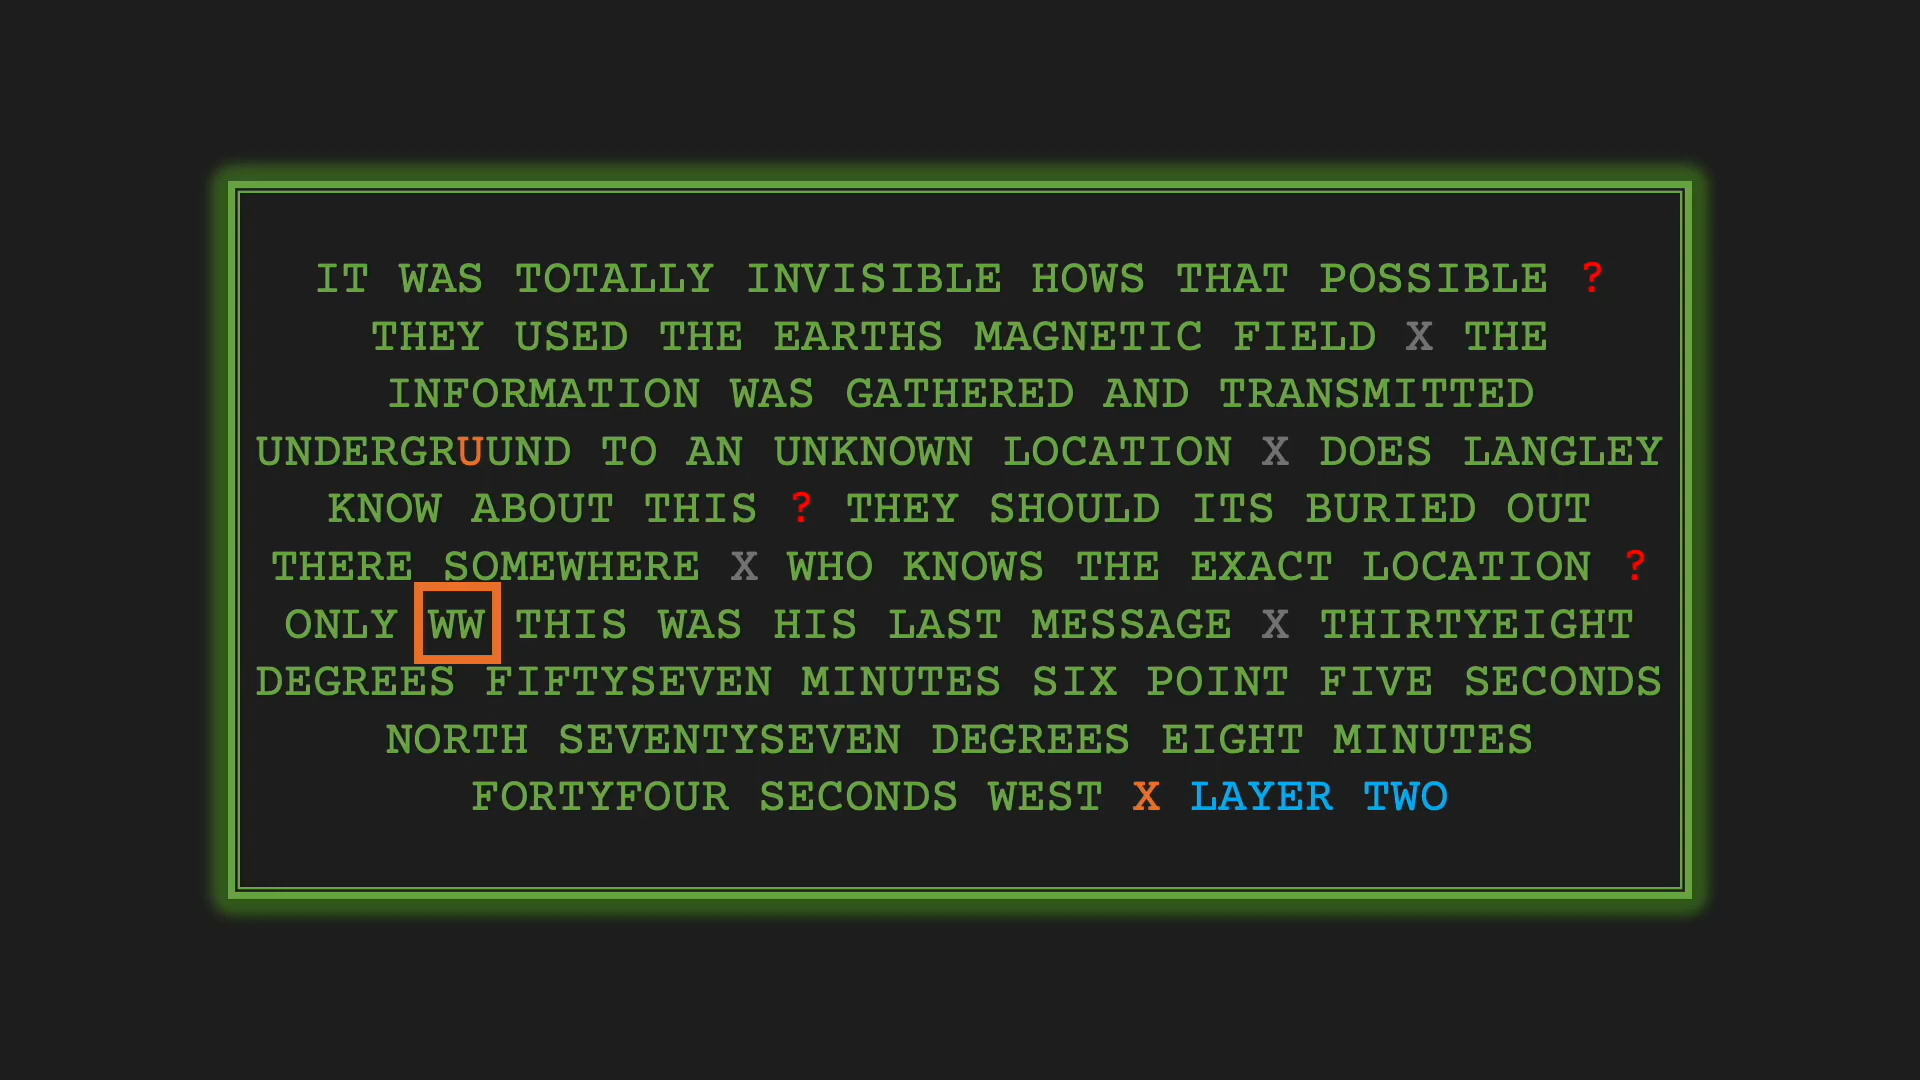 IT WAS TOTALLY INVISIBLE HOWS THAT POSSIBLE ?
THEY USED THE EARTHS MAGNETIC FIELD X THE
INFORMATION WAS GATHERED AND TRANSMITTED
UNDERGRUUND TO AN UNKNOWN LOCATION X DOES LANGLEY
KNOW ABOUT THIS ? THEY SHOULD ITS BURIED OUT
THERE SOMEWHERE X WHO KNOWS THE EXACT LOCATION ?
ONLY WW THIS WAS HIS LAST MESSAGE X THIRTYEIGHT
DEGREES FIFTYSEVEN MINUTES SIX POINT FIVE SECONDS
NORTH SEVENTYSEVEN DEGREES EIGHT MINUTES
FORTYFOUR SECONDS WEST X LAYER TWO